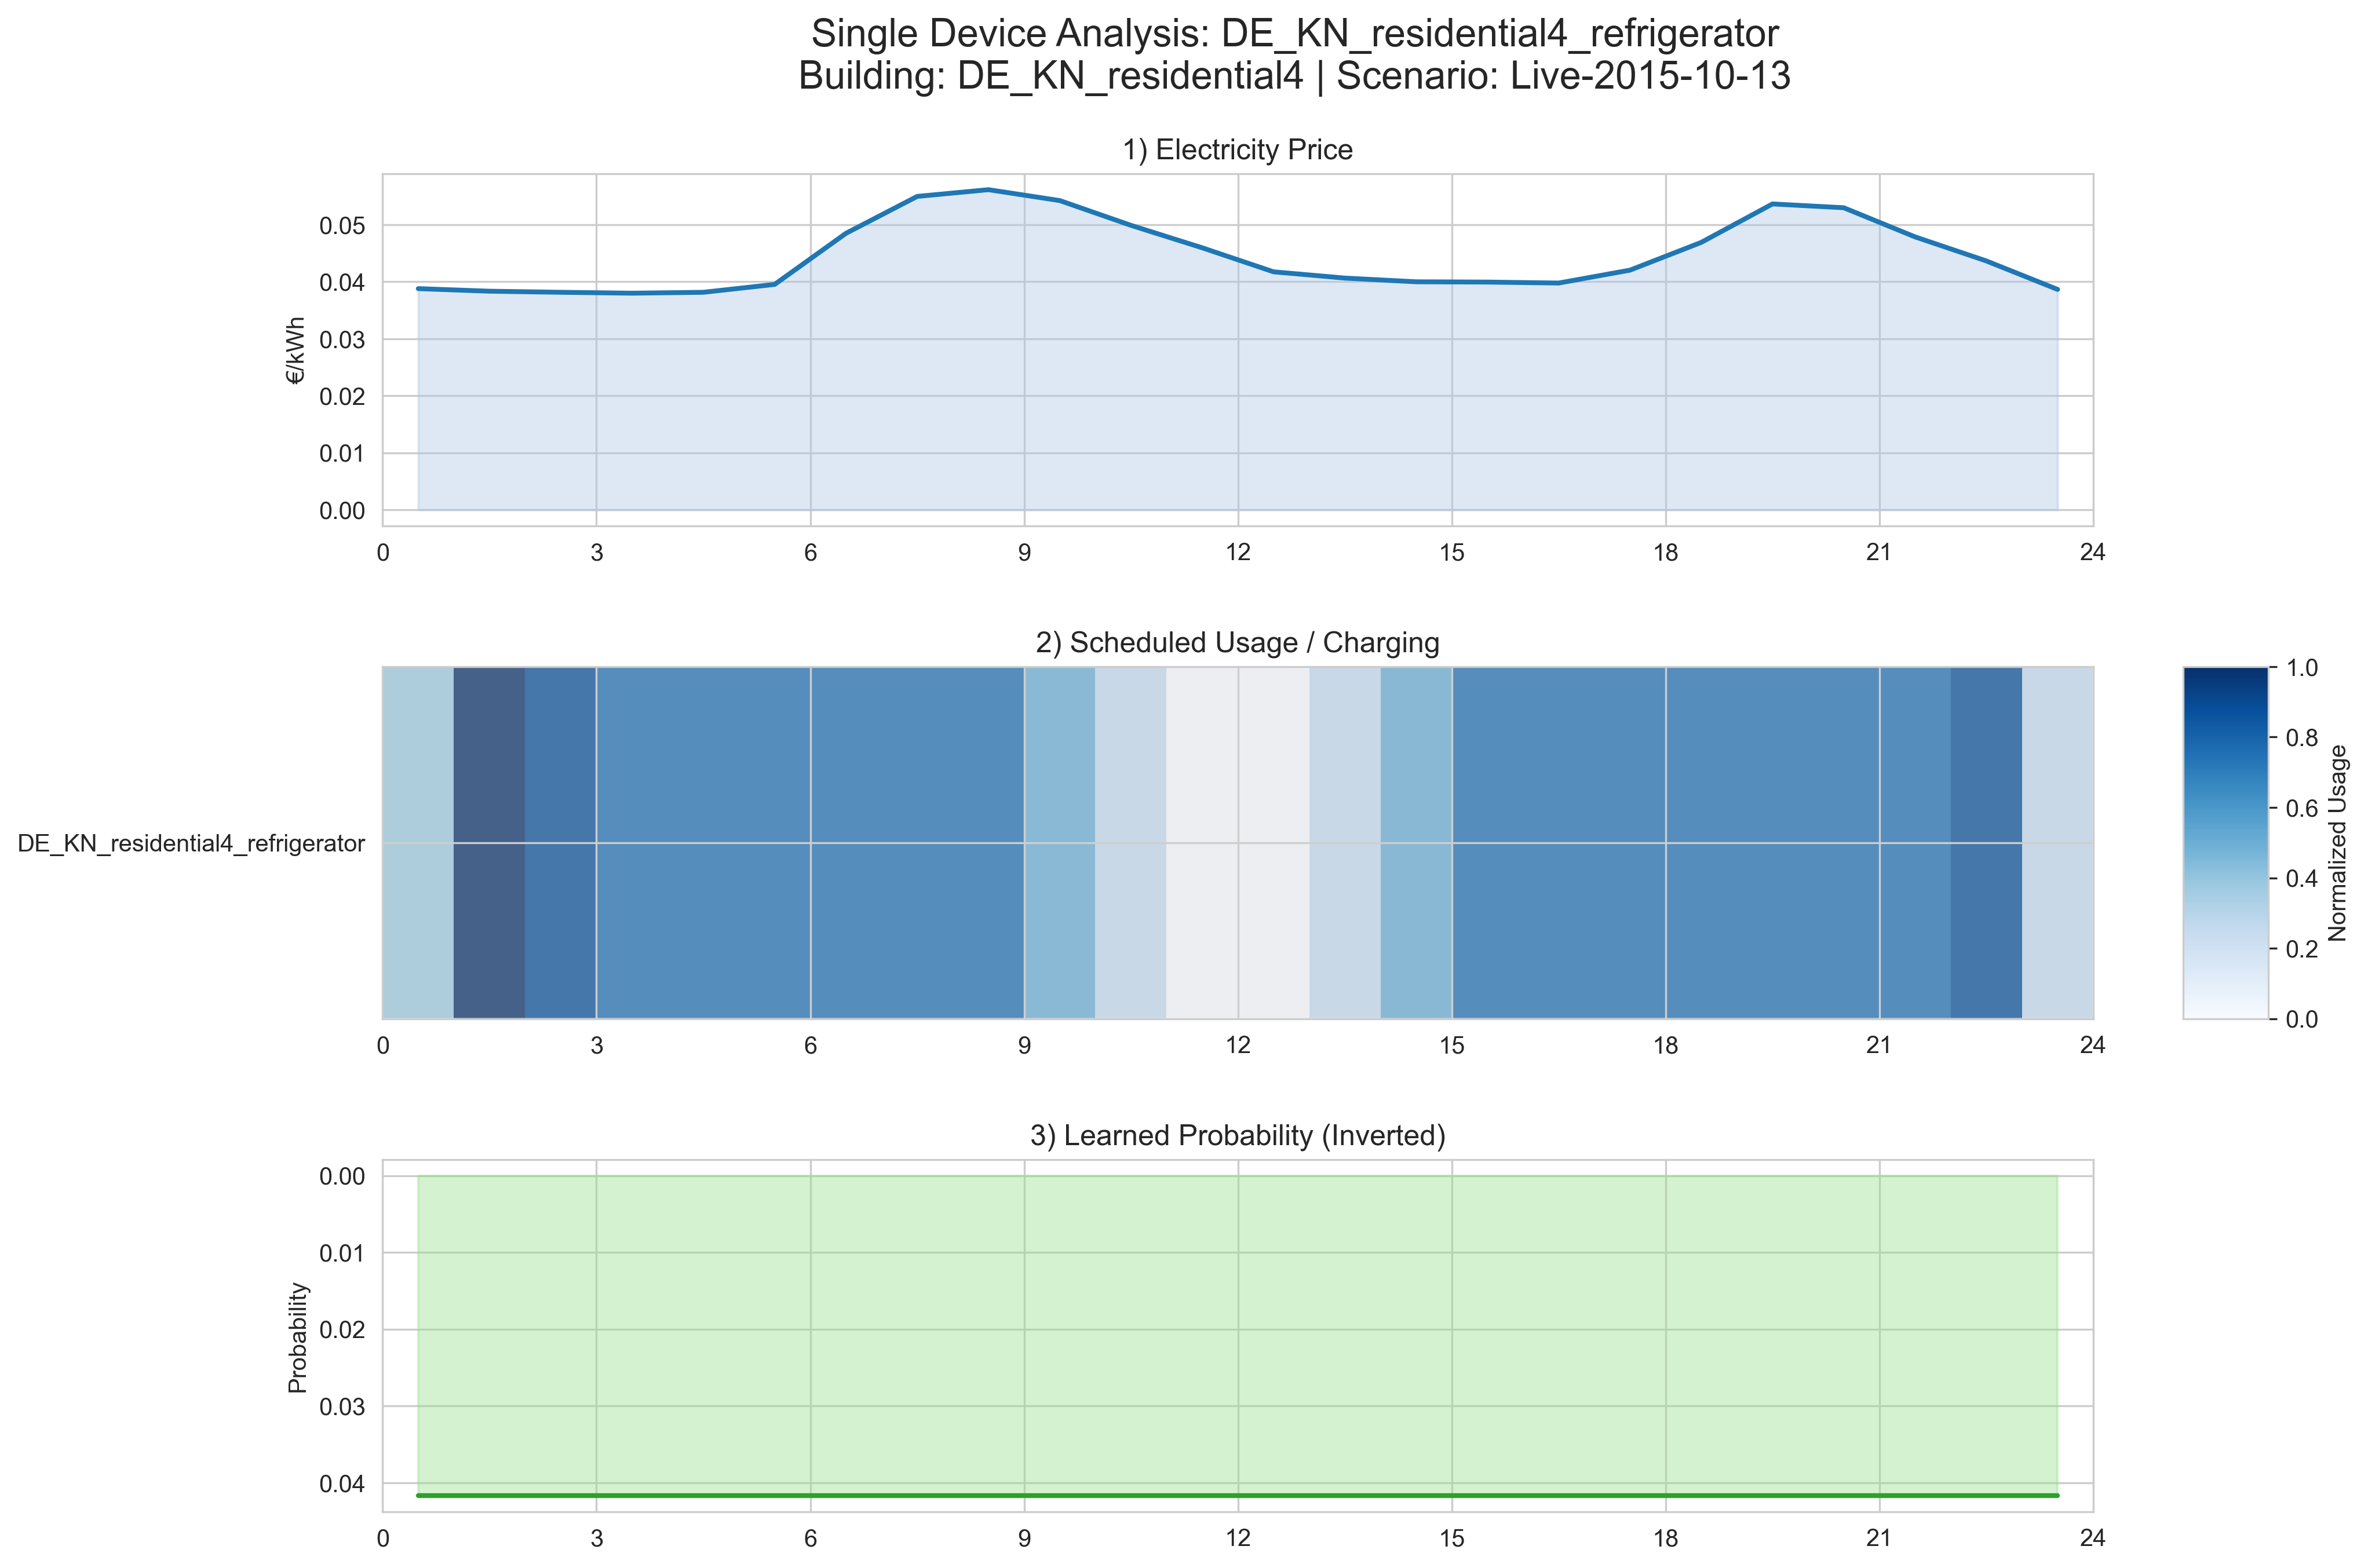 Single Device Analysis: DE_KN_residential4_refrigerator
Building: DE_KN_residential4 | Scenario: Live-2015-10-13
1) Electricity Price
€/kWh
0.05
0.04
0.03
0.02
0.01
0.00
0 3 6 9 12 15 18 21 24
2) Scheduled Usage / Charging
DE_KN_residential4_refrigerator
0 3 6 9 12 15 18 21 24
1.0
0.8
0.6
0.4
0.2
0.0
Normalized Usage
3) Learned Probability (Inverted)
Probability
0.00
0.01
0.02
0.03
0.04
0 3 6 9 12 15 18 21 24